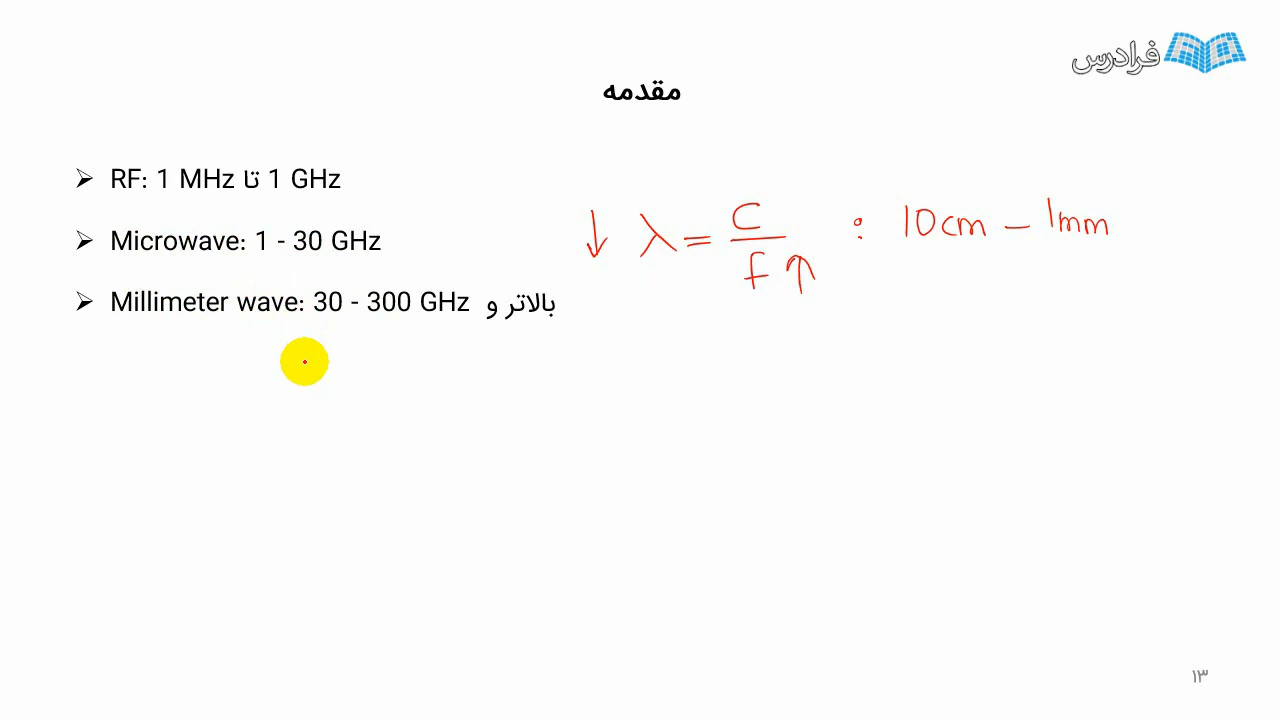 فرادرس
مقدمه
RF: 1 MHz تا 1 GHz
Microwave: 1 - 30 GHz
Millimeter wave: 30 - 300 GHz و بالاتر
↓ λ = C / f ↑ : 10cm – 1mm
۱۳